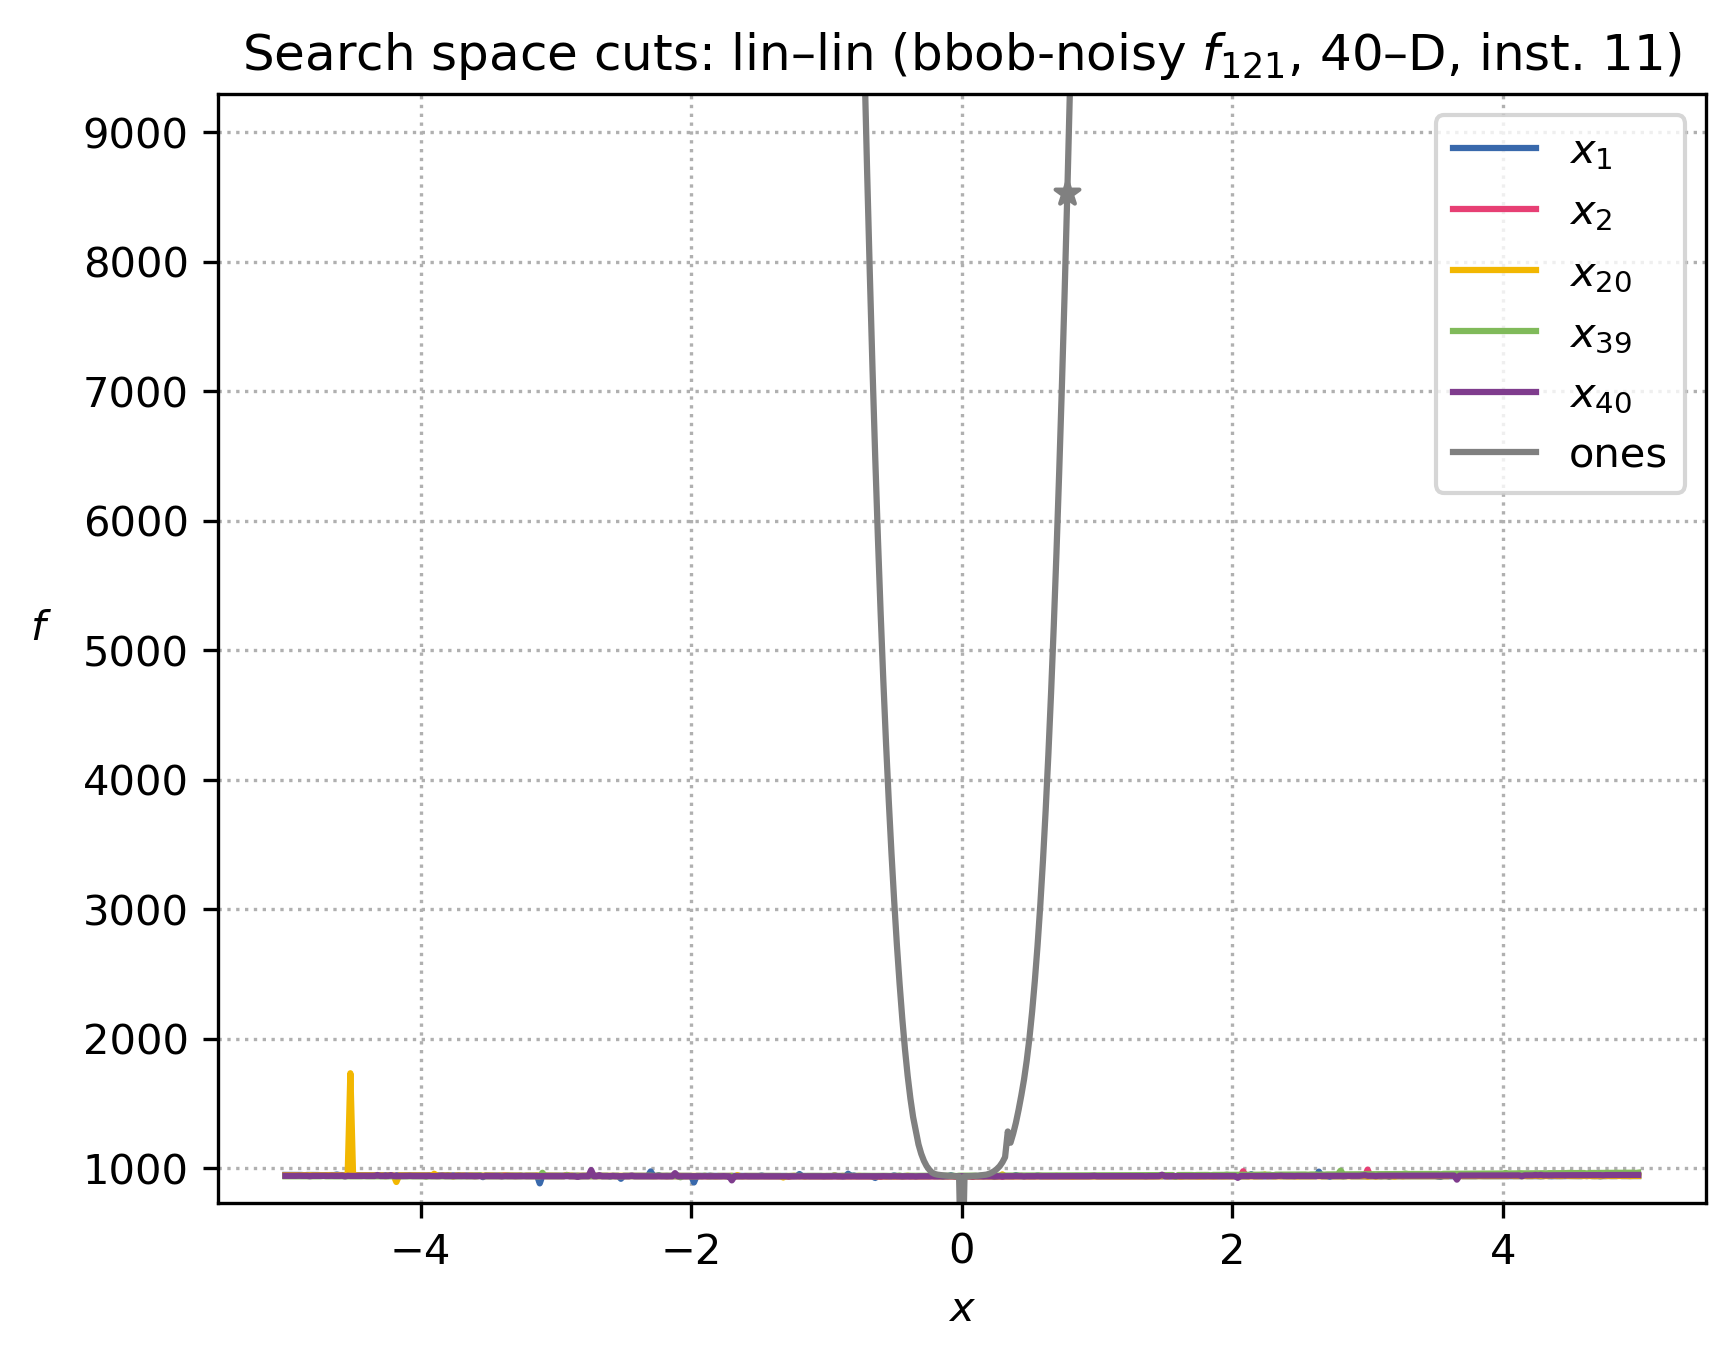 Search space cuts: lin–lin (bbob-noisy f₁₂₁, 40–D, inst. 11)
9000
8000
7000
6000
5000
4000
3000
2000
1000
f
−4
−2
0
2
4
x
x₁
x₂
x₂₀
x₃₉
x₄₀
ones